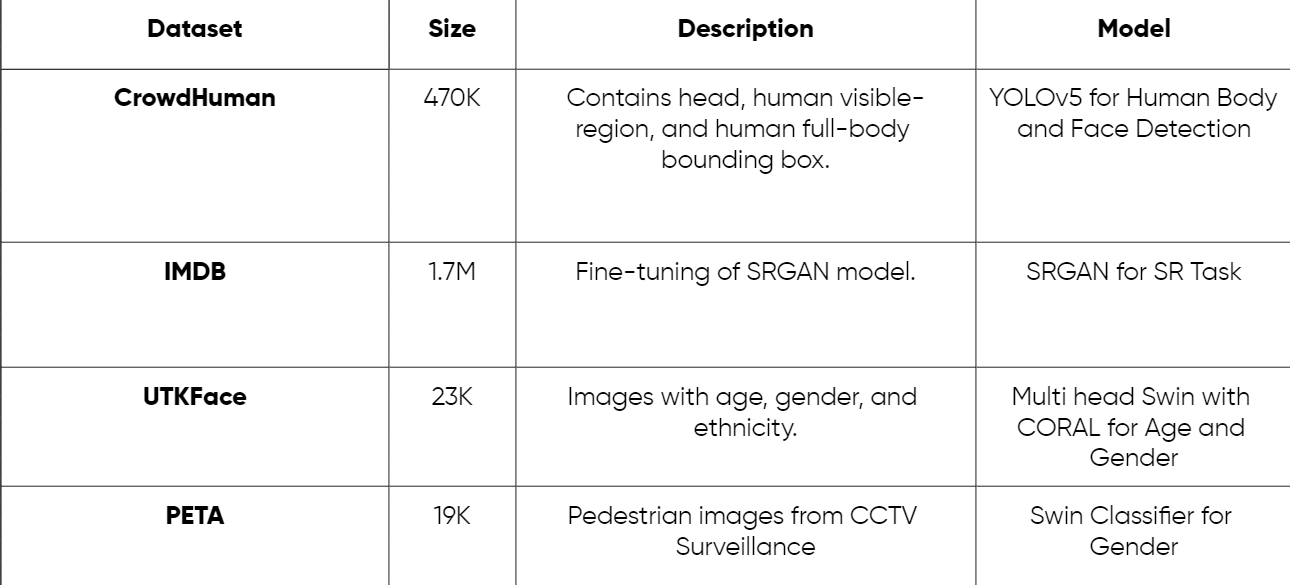 Dataset Size Description Model
CrowdHuman 470K Contains head, human visible- YOLOv5 for Human Body
region, and human full-body and Face Detection
bounding box.
IMDB 1.7M Fine-tuning of SRGAN model. SRGAN for SR Task
UTKFace 23K Images with age, gender, and Multi head Swin with
ethnicity. CORAL for Age and
Gender
PETA 19K Pedestrian images from CCTV Swin Classifier for
Surveillance Gender